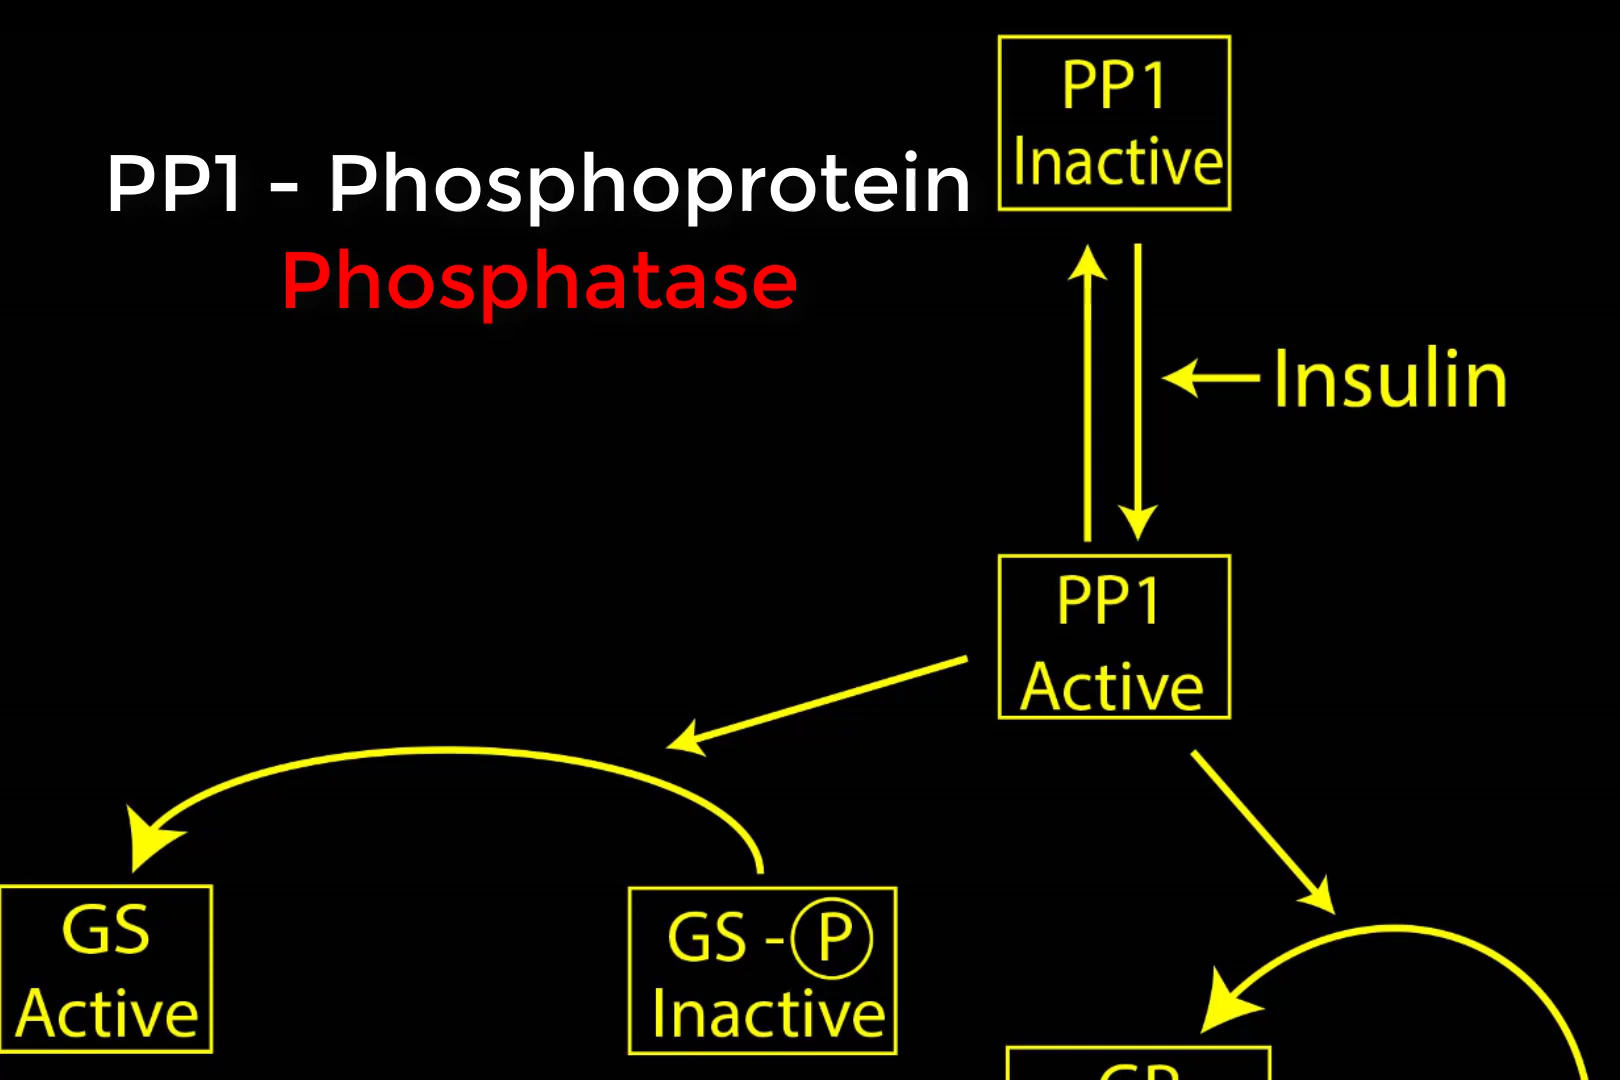 PP1
Inactive
PP1 - Phosphoprotein
Phosphatase
Insulin
PP1
Active
GS
Active
GS - P
Inactive